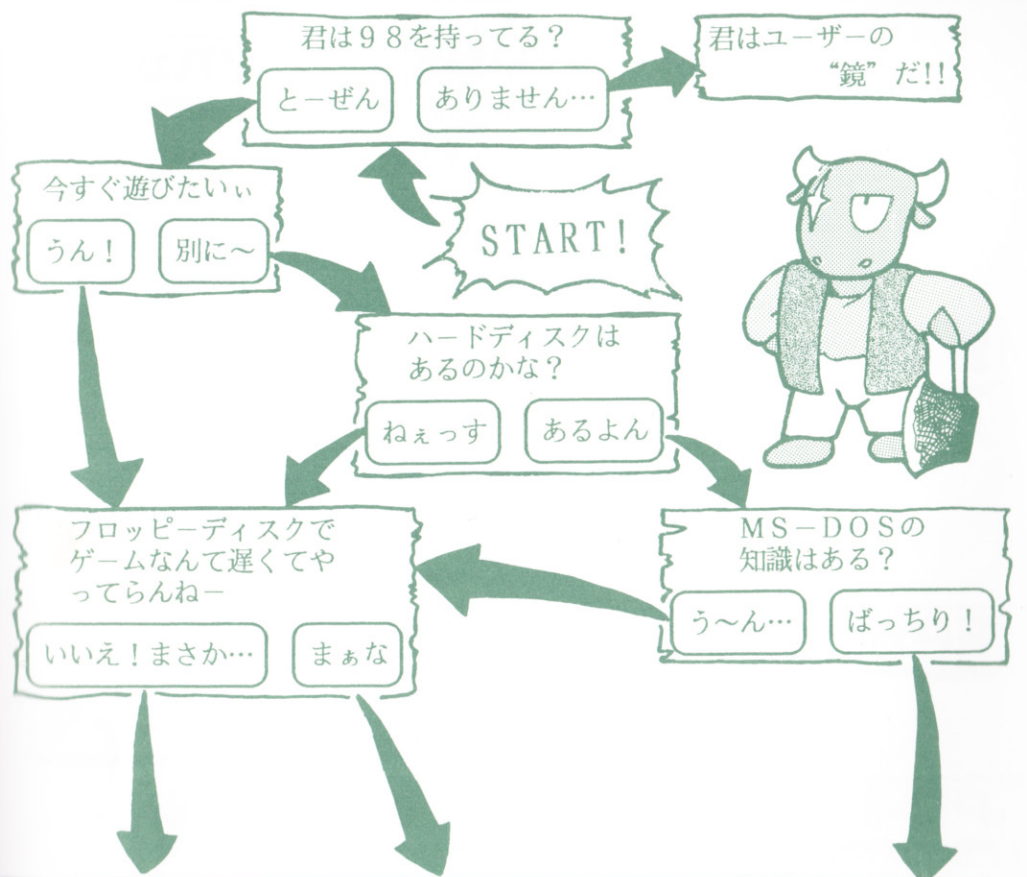 君は９８を持ってる？
とーぜん
ありません…
君はユーザーの
“鏡”だ!!
START!
今すぐ遊びたいぃ
うん！
別に～
ハードディスクは
あるのかな？
ねぇっす
あるよん
フロッピーディスクで
ゲームなんて遅くてや
ってらんねー
いいえ！まさか…
まぁな
ＭＳ－ＤＯＳの
知識はある？
う～ん…
ばっちり！